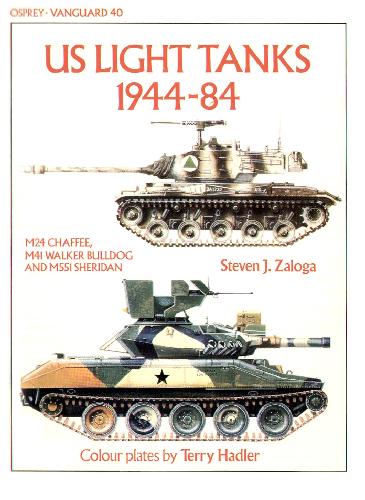 OSPREY · VANGUARD 40
US LIGHT TANKS
1944-84
M24 CHAFFEE,
M41 WALKER BULLDOG
AND M551 SHERIDAN
Steven J. Zaloga
Colour plates by Terry Hadler